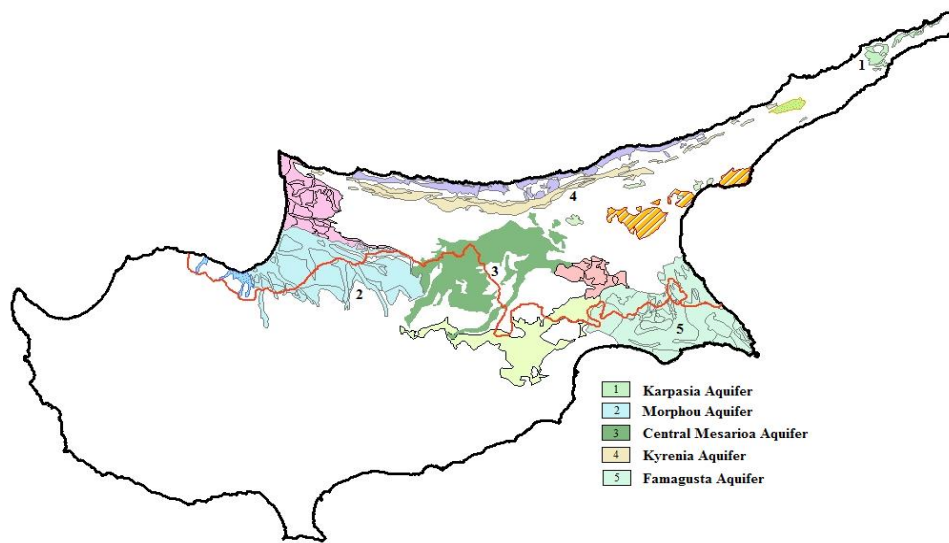 1
4
3
2
5
1 Karpasia Aquifer
2 Morphou Aquifer
3 Central Mesarioa Aquifer
4 Kyrenia Aquifer
5 Famagusta Aquifer